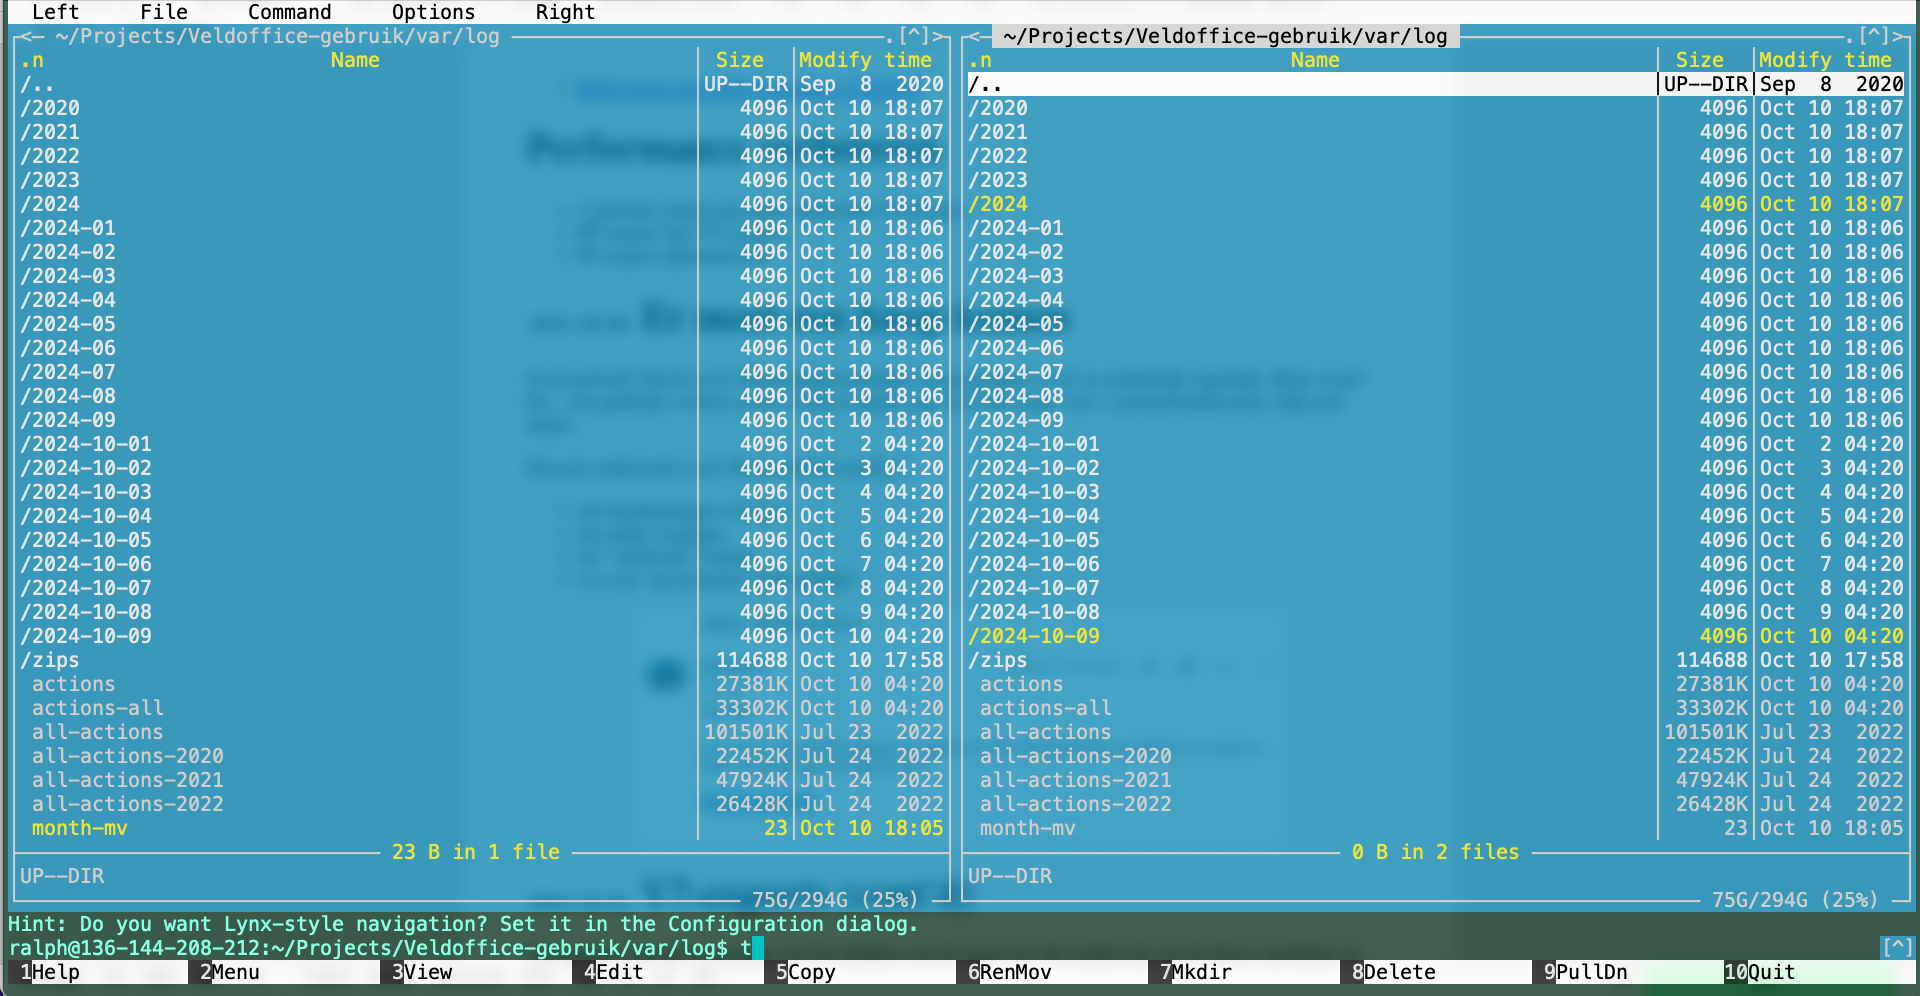 Left File Command Options Right
<— ~/Projects/Veldoffice-gebruik/var/log .[^]> <— ~/Projects/Veldoffice-gebruik/var/log .[^]>
.n Name Size Modify time .n Name Size Modify time
/.. UP--DIR Sep 8 2020 /.. UP--DIR Sep 8 2020
/2020 4096 Oct 10 18:07 /2020 4096 Oct 10 18:07
/2021 4096 Oct 10 18:07 /2021 4096 Oct 10 18:07
/2022 4096 Oct 10 18:07 /2022 4096 Oct 10 18:07
/2023 4096 Oct 10 18:07 /2023 4096 Oct 10 18:07
/2024 4096 Oct 10 18:07 /2024 4096 Oct 10 18:07
/2024-01 4096 Oct 10 18:06 /2024-01 4096 Oct 10 18:06
/2024-02 4096 Oct 10 18:06 /2024-02 4096 Oct 10 18:06
/2024-03 4096 Oct 10 18:06 /2024-03 4096 Oct 10 18:06
/2024-04 4096 Oct 10 18:06 /2024-04 4096 Oct 10 18:06
/2024-05 4096 Oct 10 18:06 /2024-05 4096 Oct 10 18:06
/2024-06 4096 Oct 10 18:06 /2024-06 4096 Oct 10 18:06
/2024-07 4096 Oct 10 18:06 /2024-07 4096 Oct 10 18:06
/2024-08 4096 Oct 10 18:06 /2024-08 4096 Oct 10 18:06
/2024-09 4096 Oct 10 18:06 /2024-09 4096 Oct 10 18:06
/2024-10-01 4096 Oct 2 04:20 /2024-10-01 4096 Oct 2 04:20
/2024-10-02 4096 Oct 3 04:20 /2024-10-02 4096 Oct 3 04:20
/2024-10-03 4096 Oct 4 04:20 /2024-10-03 4096 Oct 4 04:20
/2024-10-04 4096 Oct 5 04:20 /2024-10-04 4096 Oct 5 04:20
/2024-10-05 4096 Oct 6 04:20 /2024-10-05 4096 Oct 6 04:20
/2024-10-06 4096 Oct 7 04:20 /2024-10-06 4096 Oct 7 04:20
/2024-10-07 4096 Oct 8 04:20 /2024-10-07 4096 Oct 8 04:20
/2024-10-08 4096 Oct 9 04:20 /2024-10-08 4096 Oct 9 04:20
/2024-10-09 4096 Oct 10 04:20 /2024-10-09 4096 Oct 10 04:20
/zips 114688 Oct 10 17:58 /zips 114688 Oct 10 17:58
actions 27381K Oct 10 04:20 actions 27381K Oct 10 04:20
actions-all 33302K Oct 10 04:20 actions-all 33302K Oct 10 04:20
all-actions 101501K Jul 23 2022 all-actions 101501K Jul 23 2022
all-actions-2020 22452K Jul 24 2022 all-actions-2020 22452K Jul 24 2022
all-actions-2021 47924K Jul 24 2022 all-actions-2021 47924K Jul 24 2022
all-actions-2022 26428K Jul 24 2022 all-actions-2022 26428K Jul 24 2022
month-mv 23 Oct 10 18:05 month-mv 23 Oct 10 18:05
23 B in 1 file 0 B in 2 files
UP--DIR UP--DIR
75G/294G (25%) 75G/294G (25%)
Hint: Do you want Lynx-style navigation? Set it in the Configuration dialog.
ralph@136-144-208-212:~/Projects/Veldoffice-gebruik/var/log$ t [^]
1Help 2Menu 3View 4Edit 5Copy 6RenMov 7Mkdir 8Delete 9PullDn 10Quit